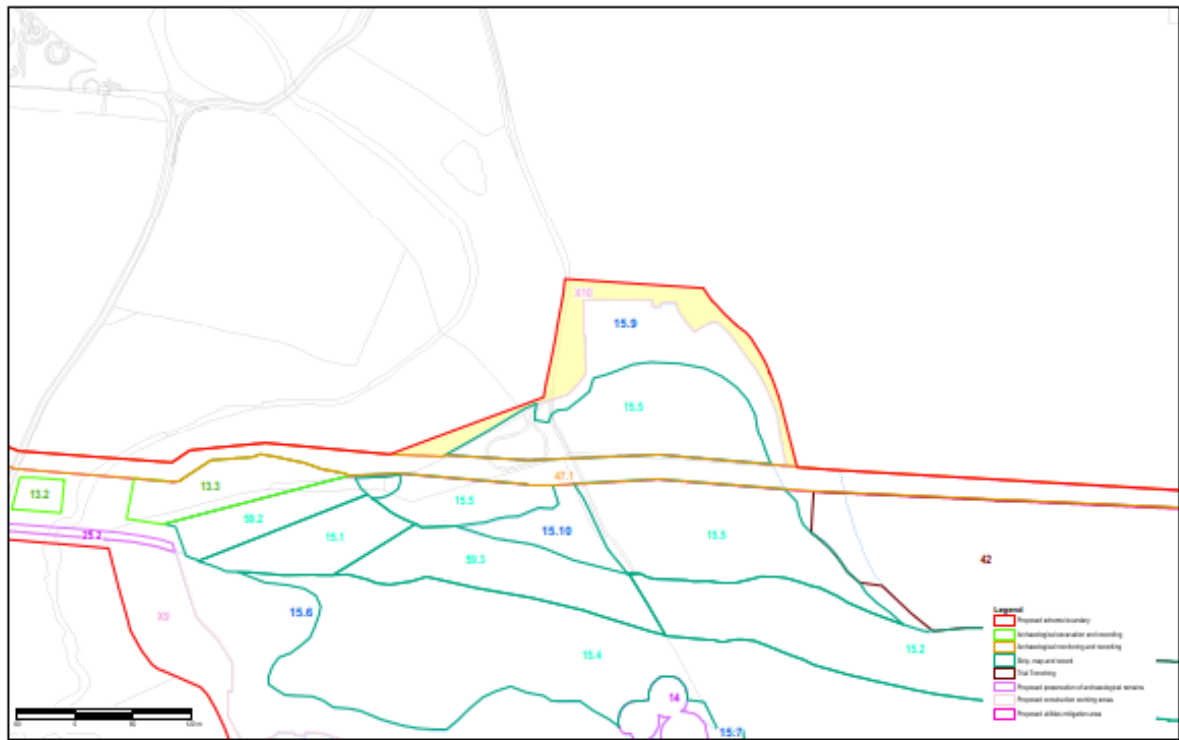 X10
15.9
15.5
47.1
13.2
13.3
59.2
15.5
15.1
15.10
15.5
25.2
59.3
42
X9
15.6
15.2
15.4
14
15.7
Legend
Proposed scheme boundary
Archaeological excavation and recording
Archaeological monitoring and recording
Strip, map and record
Trial Trenching
Proposed preservation of archaeological remains
Proposed construction working areas
Proposed utilities mitigation area